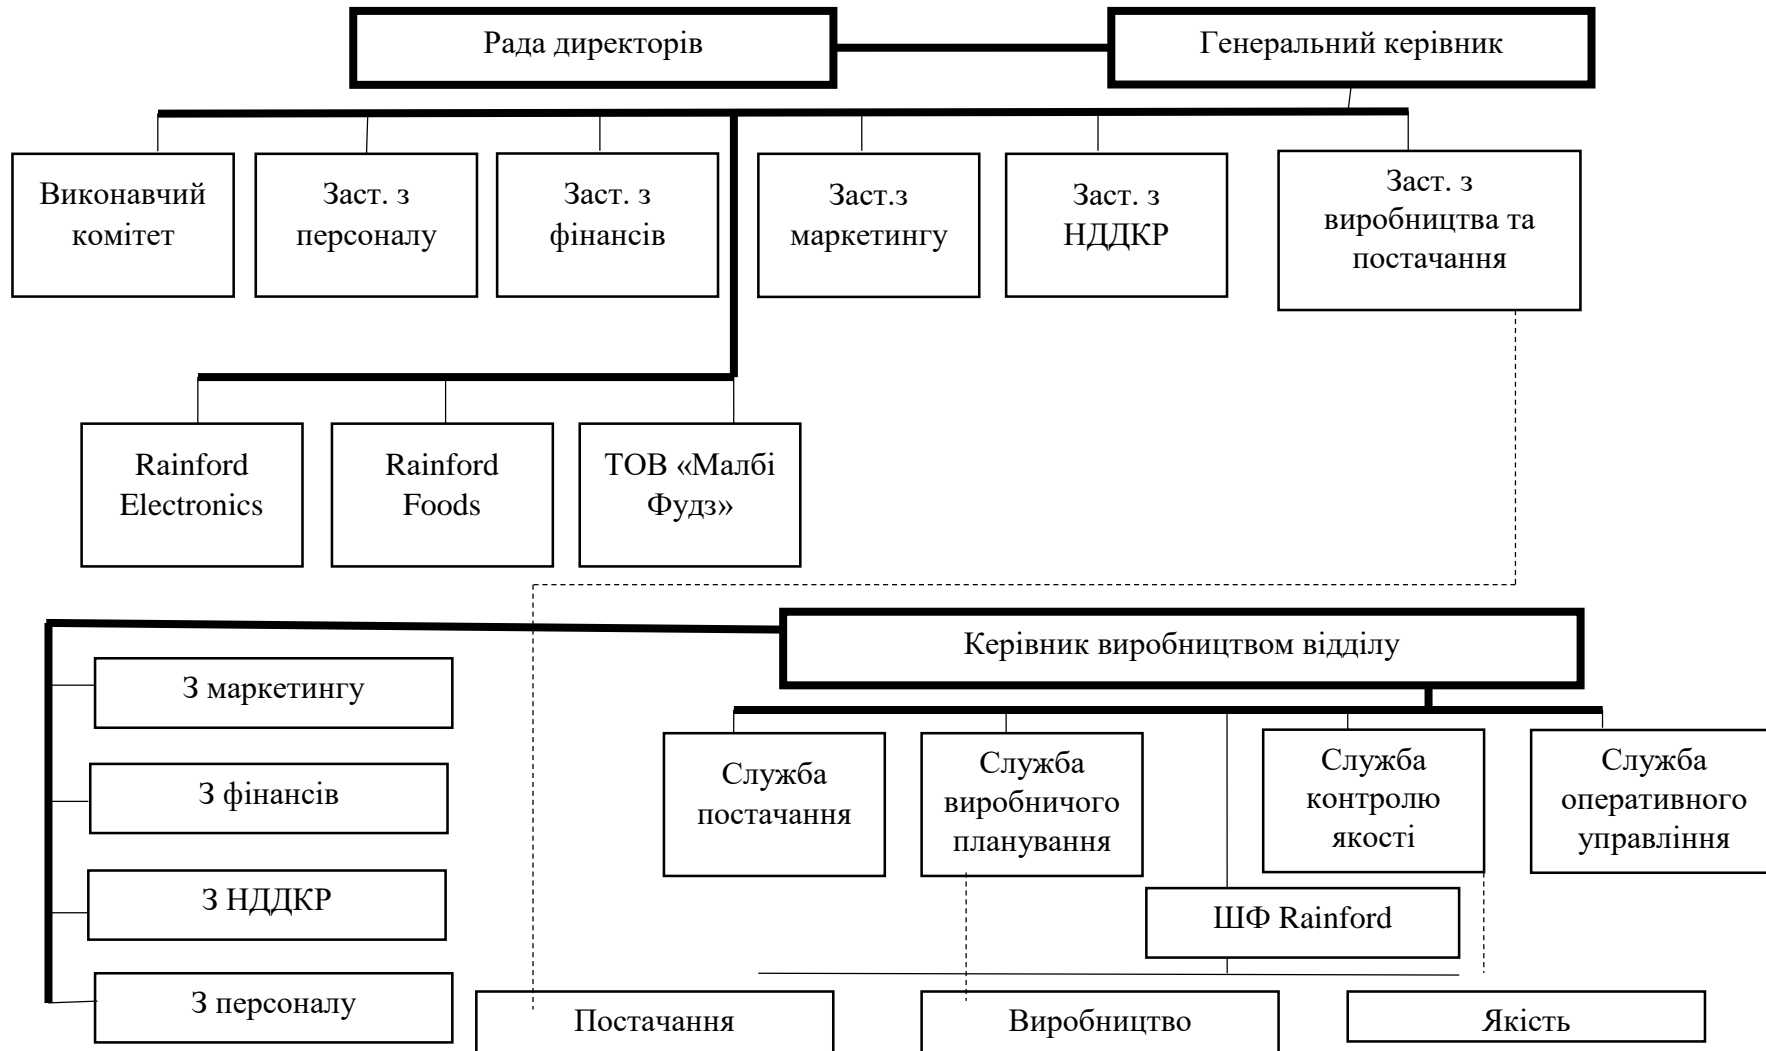 Рада директорів
Генеральний керівник
Виконавчий
комітет
Заст. з
персоналу
Заст. з
фінансів
Заст.з
маркетингу
Заст. з
НДДКР
Заст. з
виробництва та
постачання
Rainford
Electronics
Rainford
Foods
ТОВ «Малбі
Фудз»
Керівник виробництвом відділу
З маркетингу
З фінансів
З НДДКР
З персоналу
Служба
постачання
Служба
виробничого
планування
Служба
контролю
якості
Служба
оперативного
управління
ШФ Rainford
Постачання
Виробництво
Якість